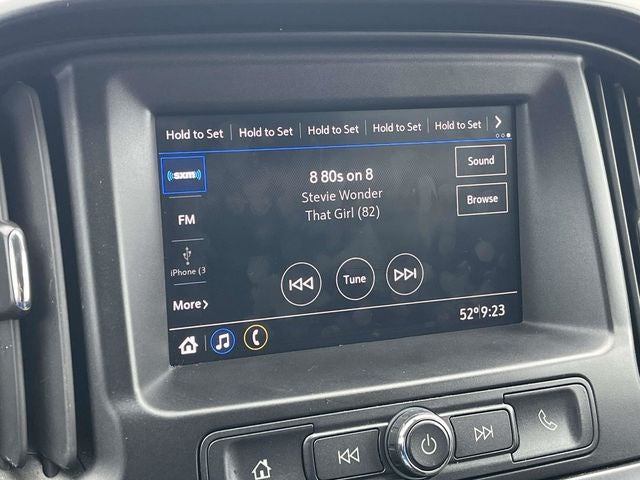 Hold to Set Hold to Set Hold to Set Hold to Set Hold to Set
sxm
8 80s on 8
Sound
Stevie Wonder
That Girl (82)
Browse
FM
iPhone (3
Tune
More
52° 9:23